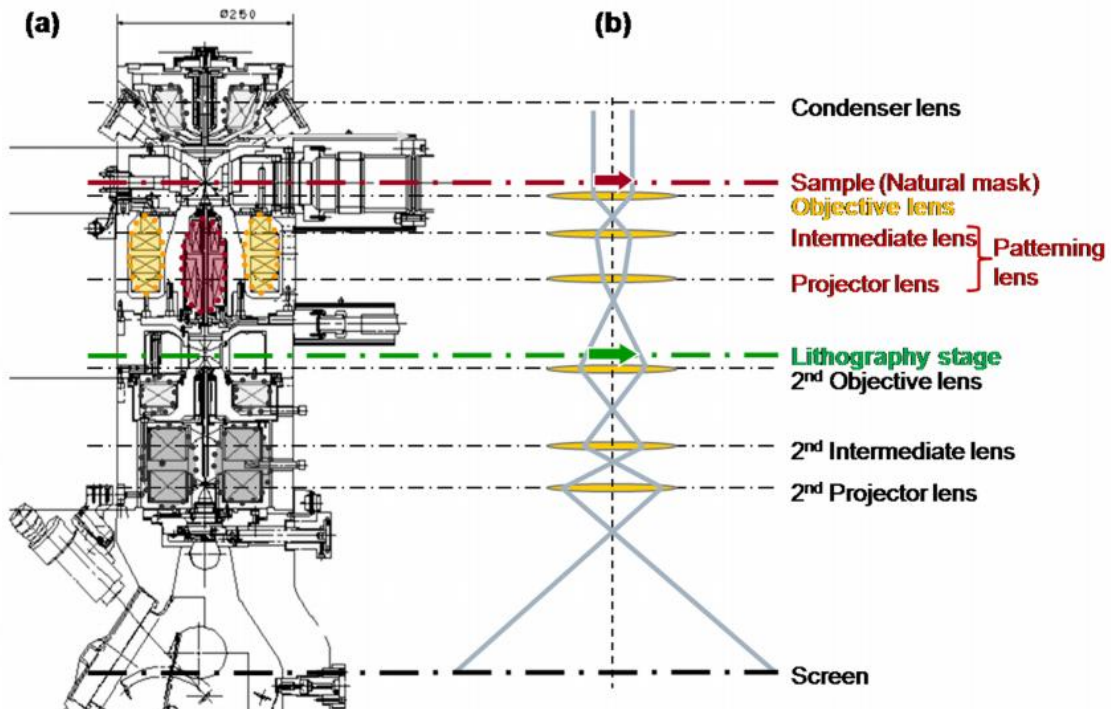 (a)
Ø250
(b)
Condenser lens
Sample (Natural mask)
Objective lens
Intermediate lens
Projector lens
Patterning
lens
Lithography stage
2nd Objective lens
2nd Intermediate lens
2nd Projector lens
Screen